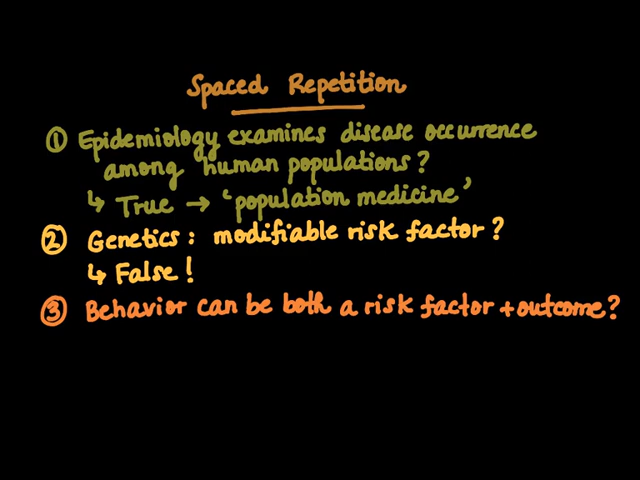 Spaced Repetition
① Epidemiology examines disease occurrence
among human populations?
↳ True → 'population medicine'
② Genetics: modifiable risk factor?
↳ False!
③ Behavior can be both a risk factor + outcome?